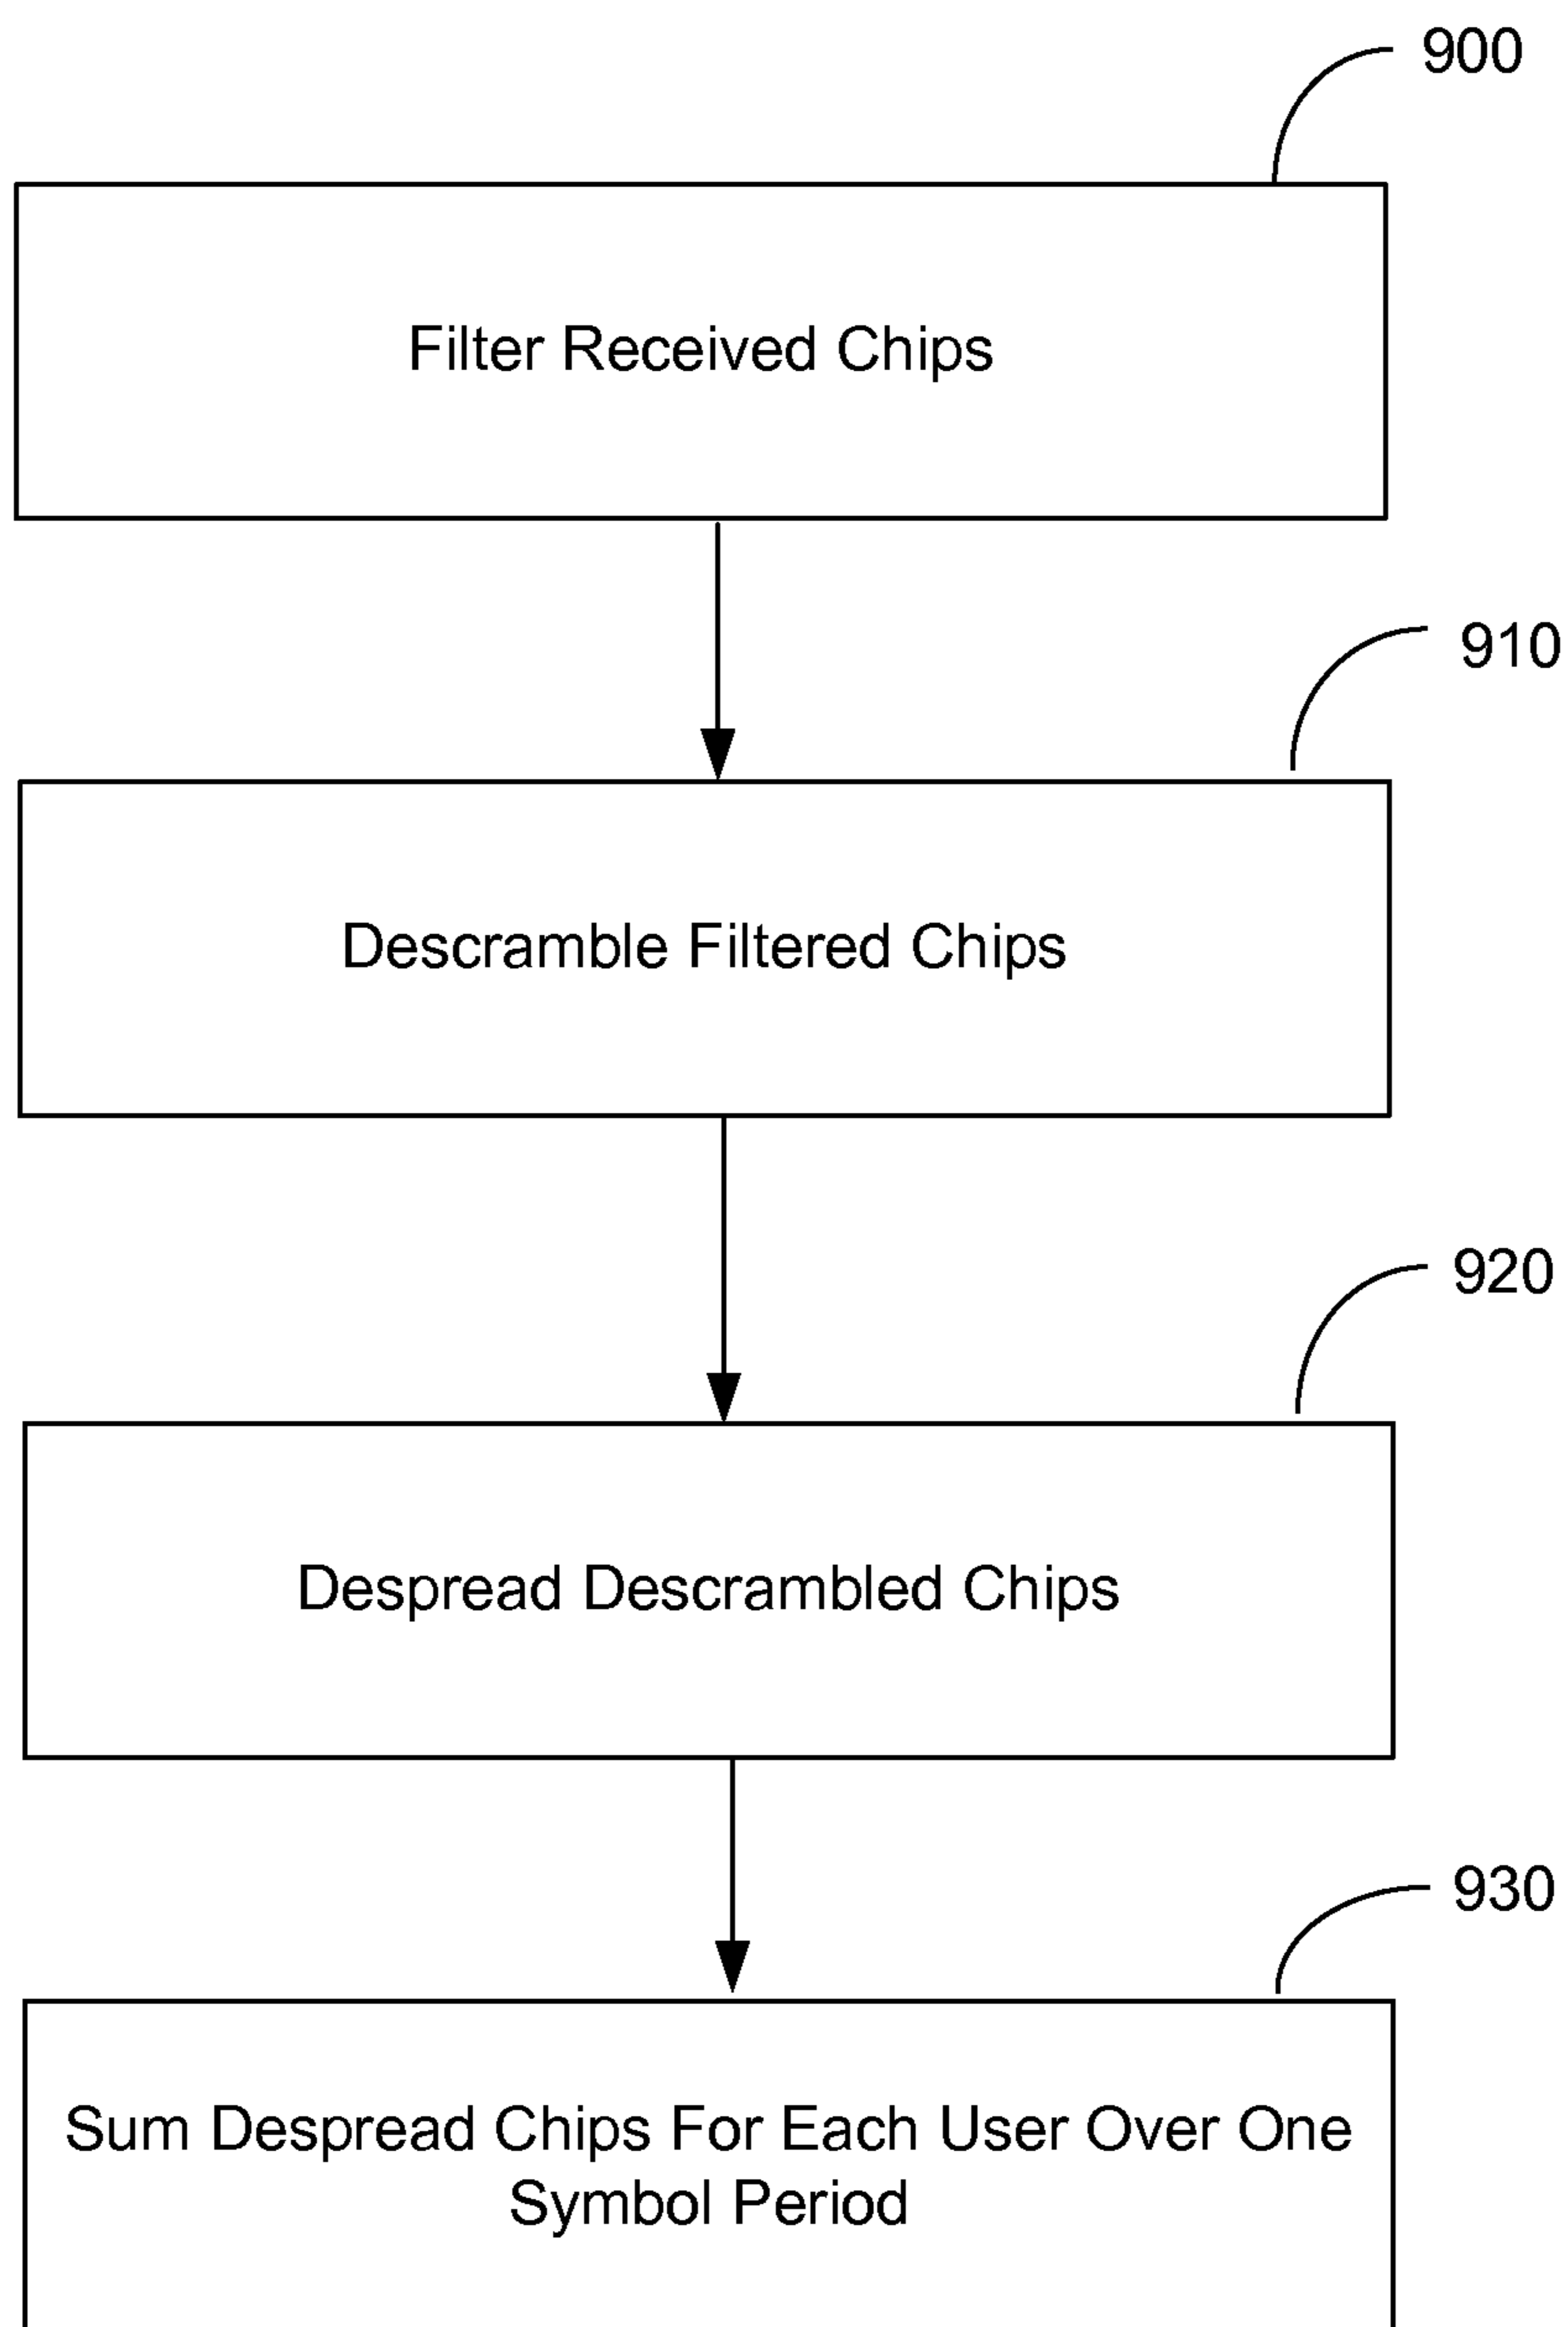 900
Filter Received Chips
910
Descramble Filtered Chips
920
Despread Descrambled Chips
930
Sum Despread Chips For Each User Over One
Symbol Period